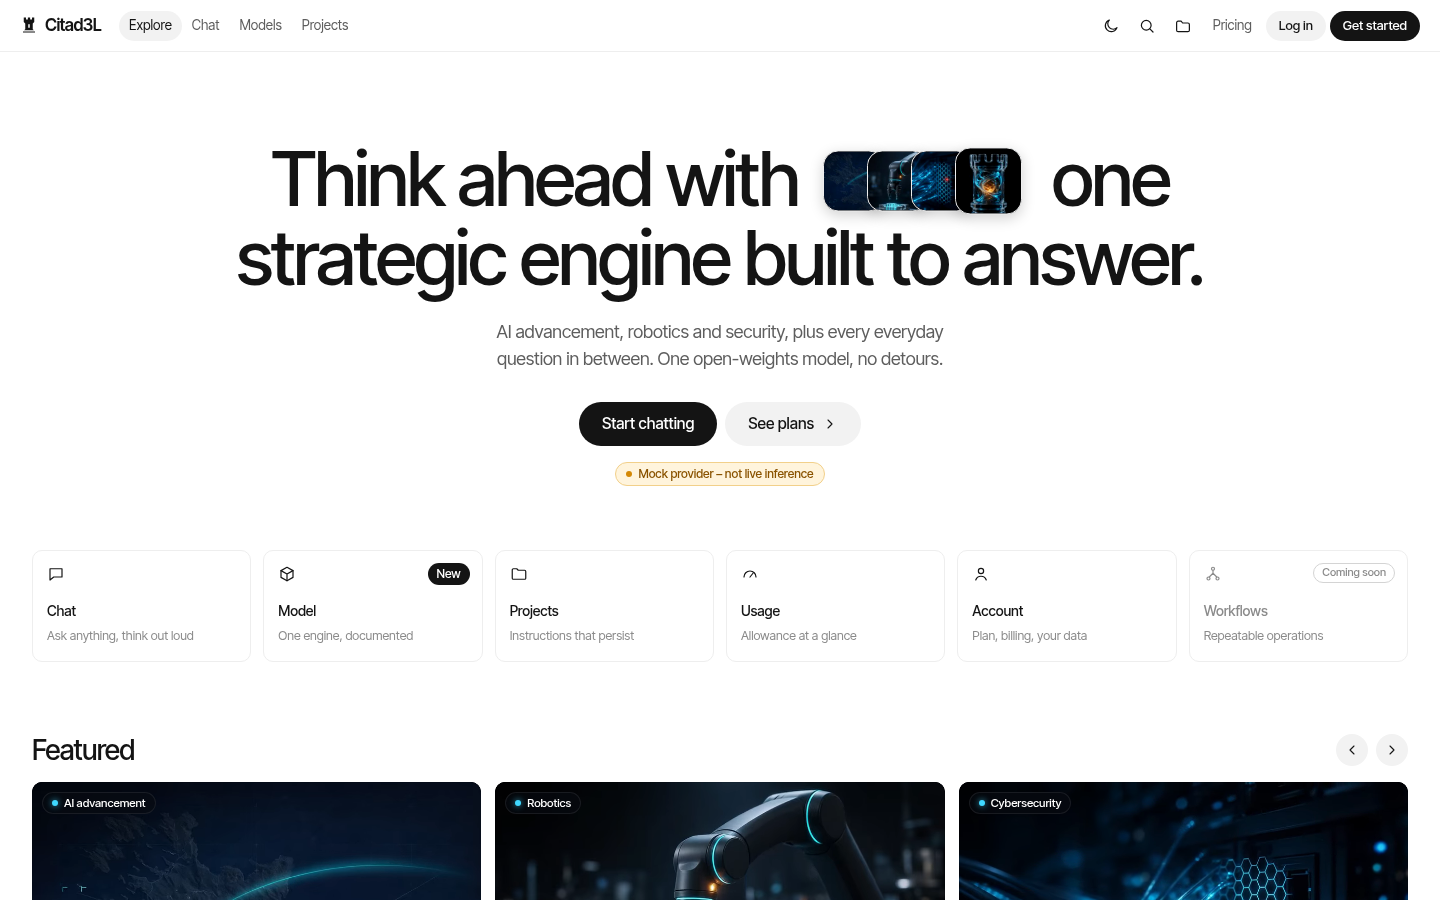 Citad3L
Explore
Chat
Models
Projects
Pricing
Log in
Get started
Think ahead with one
strategic engine built to answer.
AI advancement, robotics and security, plus every everyday
question in between. One open-weights model, no detours.
Start chatting
See plans
Mock provider – not live inference
Chat
Ask anything, think out loud
New
Model
One engine, documented
Projects
Instructions that persist
Usage
Allowance at a glance
Account
Plan, billing, your data
Coming soon
Workflows
Repeatable operations
Featured
AI advancement
Robotics
Cybersecurity